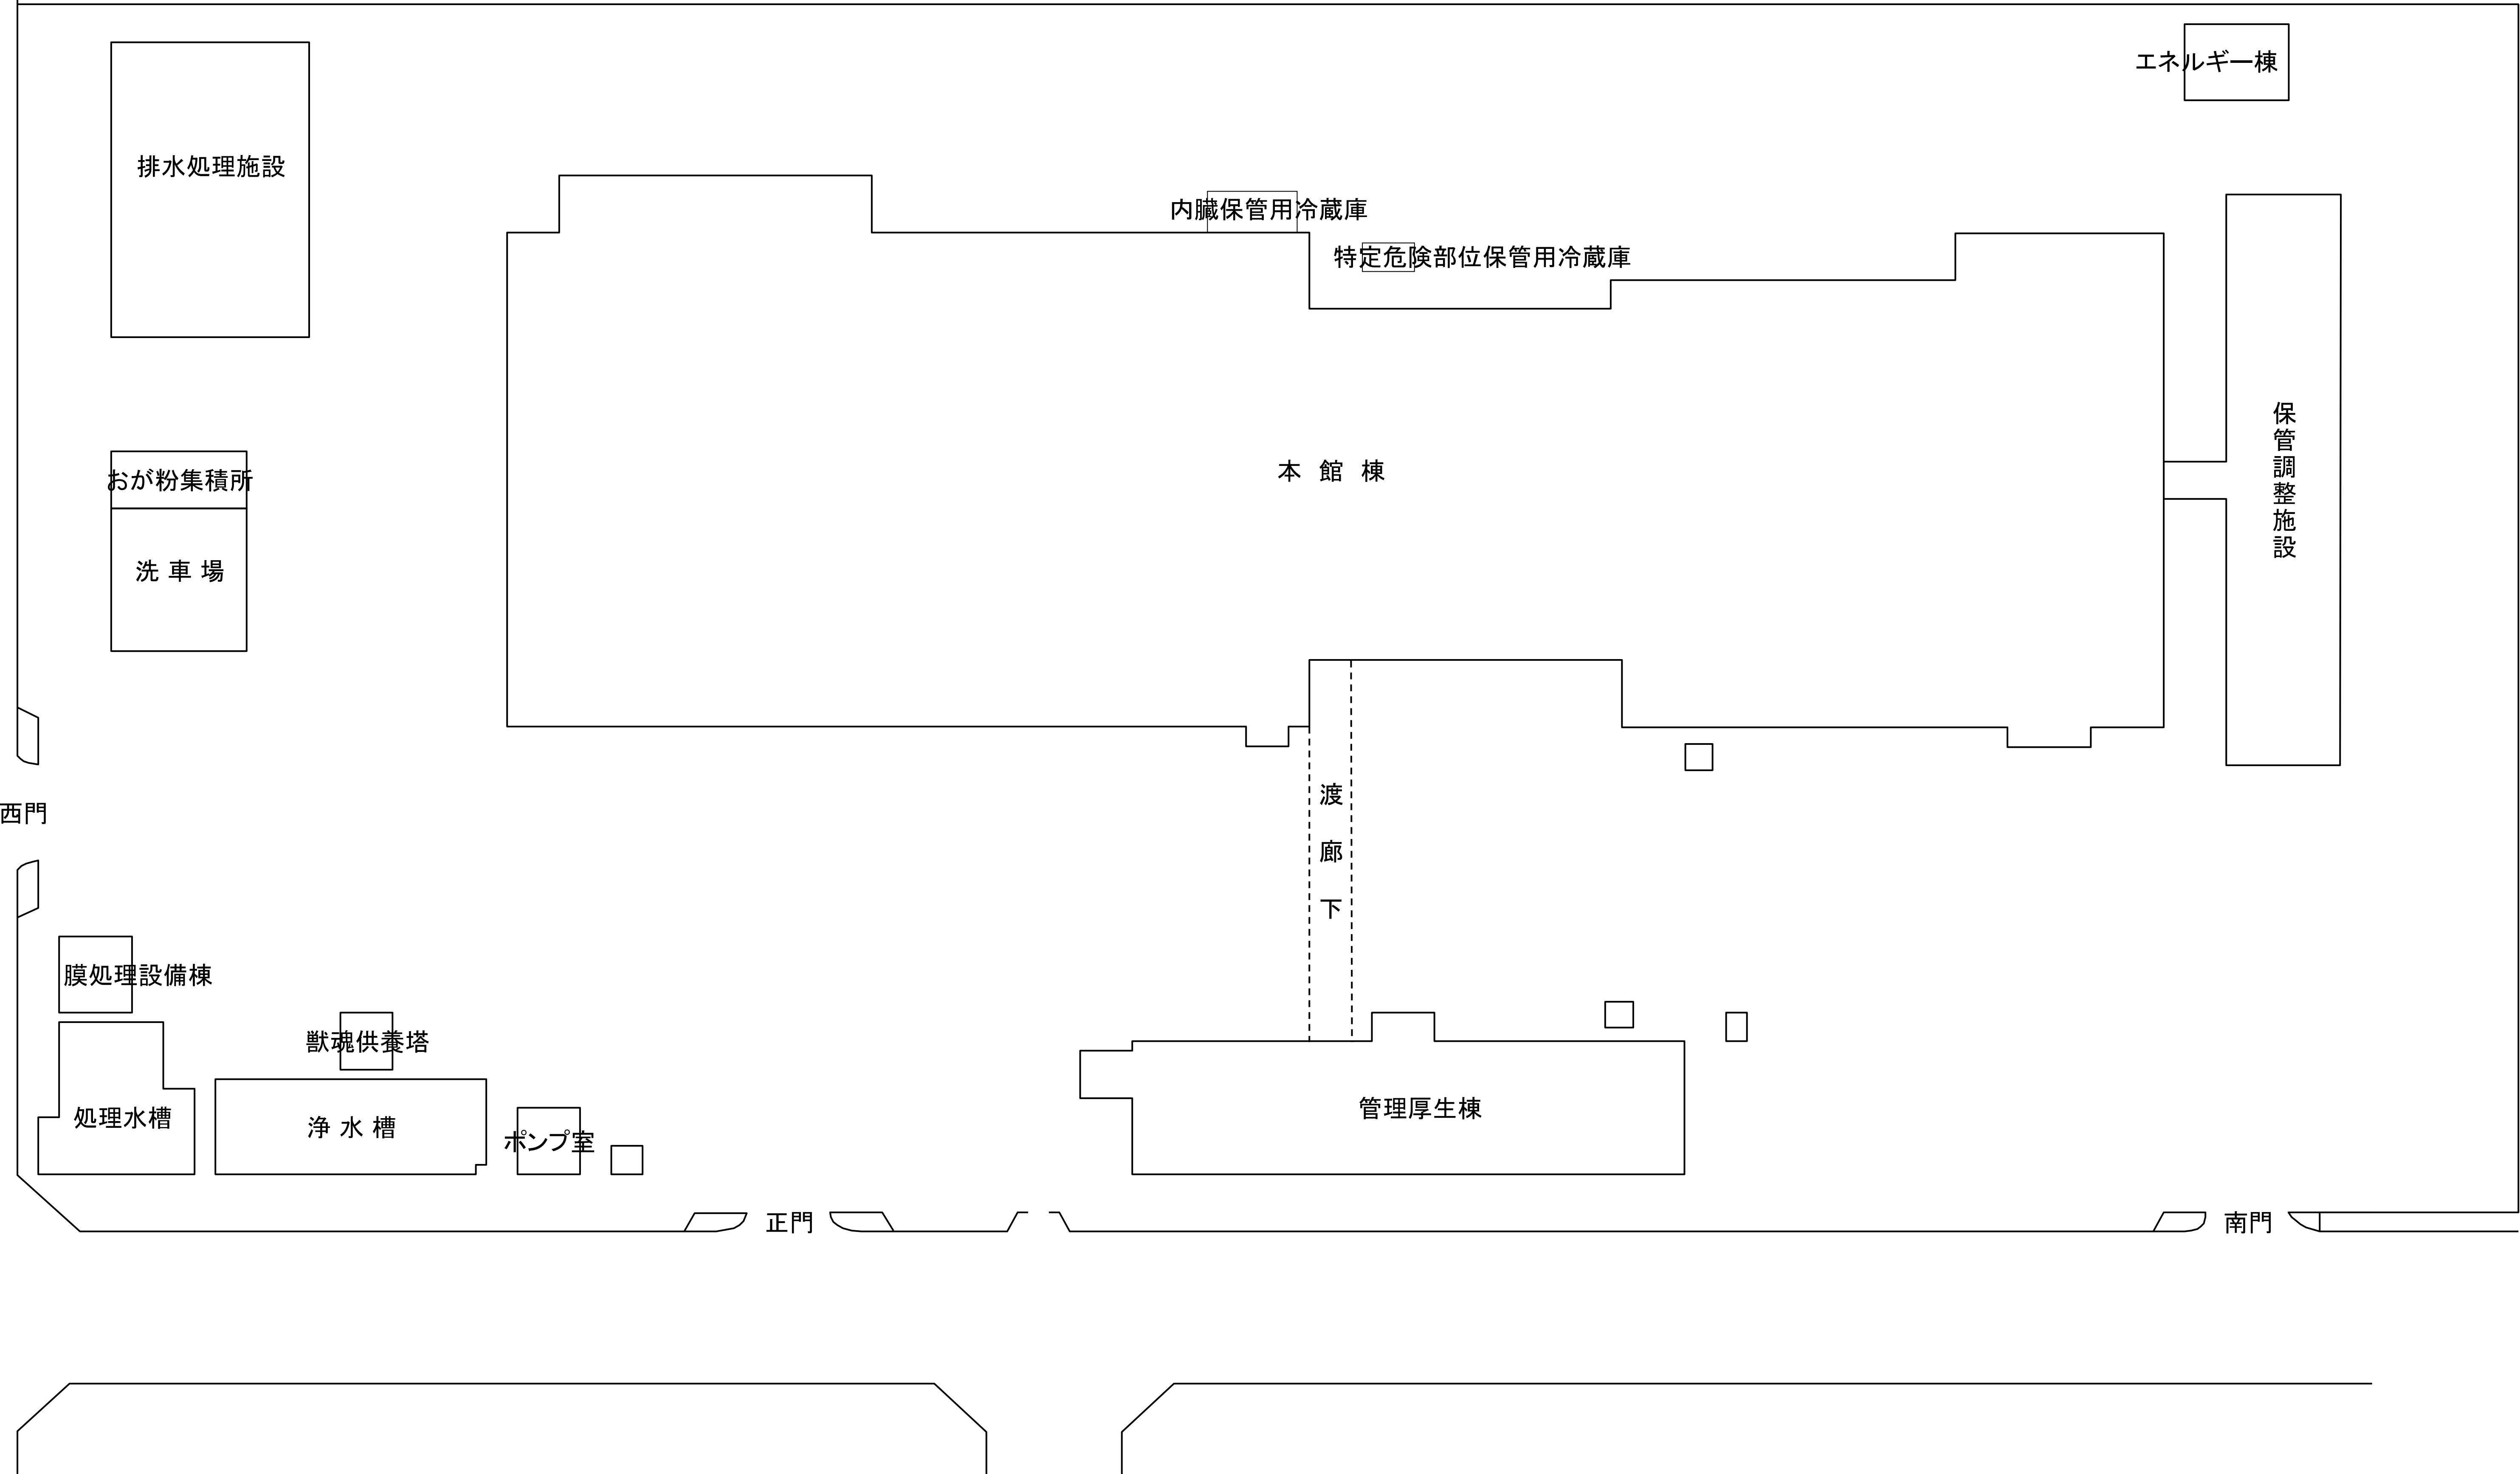 エネルギー棟
排水処理施設
内臓保管用冷蔵庫
特定危険部位保管用冷蔵庫
本 館 棟
保管調整施設
おが粉集積所
洗 車 場
西門
渡 廊 下
膜処理設備棟
獣魂供養塔
処理水槽
浄 水 槽
ポンプ室
管理厚生棟
正門
南門